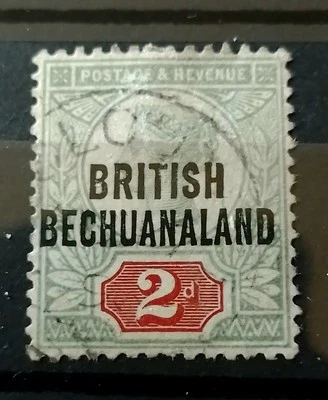 POSTAGE & REVENUE
BRITISH
BECHUANALAND
2d